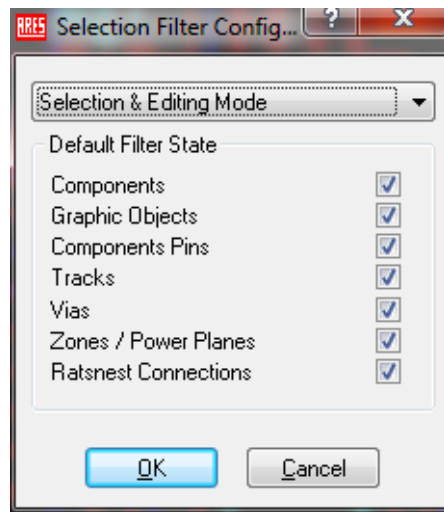 ARES Selection Filter Config... ? X
Selection & Editing Mode
Default Filter State
Components
Graphic Objects
Components Pins
Tracks
Vias
Zones / Power Planes
Ratsnest Connections
OK Cancel